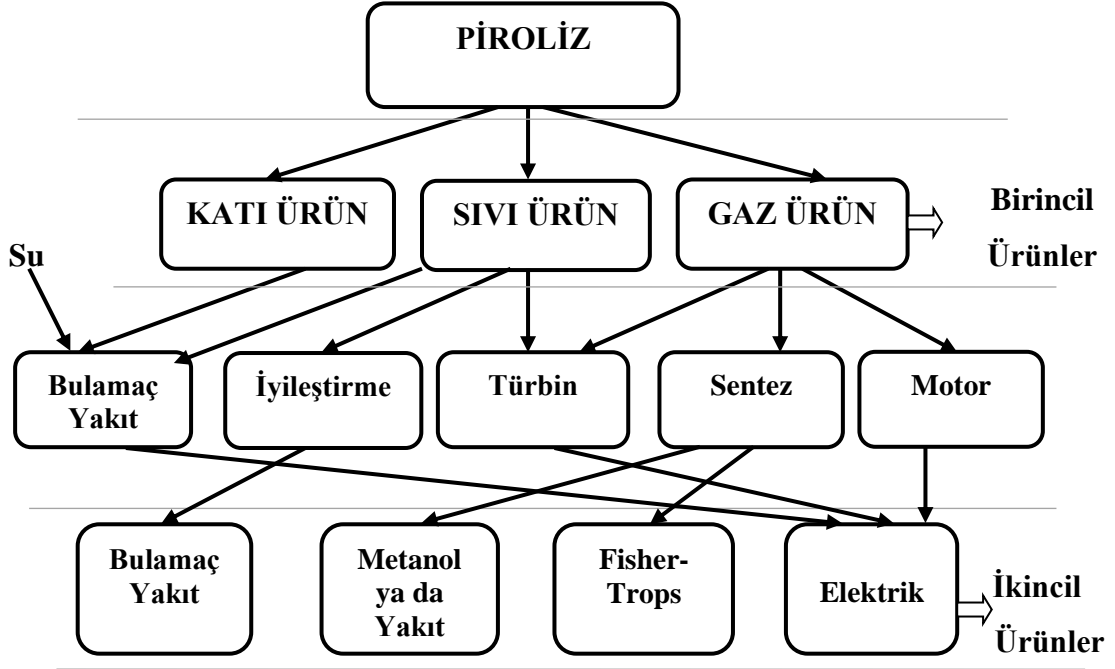 PİROLİZ
KATI ÜRÜN
SIVI ÜRÜN
GAZ ÜRÜN
Birincil
Ürünler
Su
Bulamaç
Yakıt
İyileştirme
Türbin
Sentez
Motor
Bulamaç
Yakıt
Metanol
ya da
Yakıt
Fisher-
Trops
Elektrik
İkincil
Ürünler